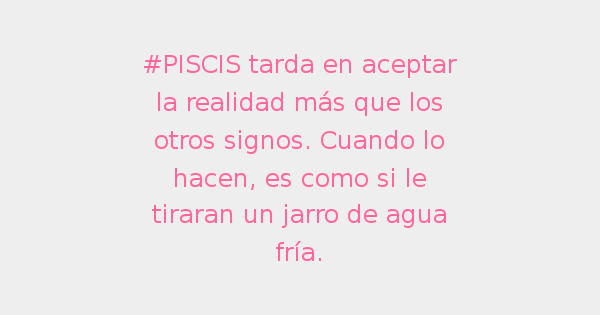 #PISCIS tarda en aceptar
la realidad más que los
otros signos. Cuando lo
hacen, es como si le
tiraran un jarro de agua
fría.